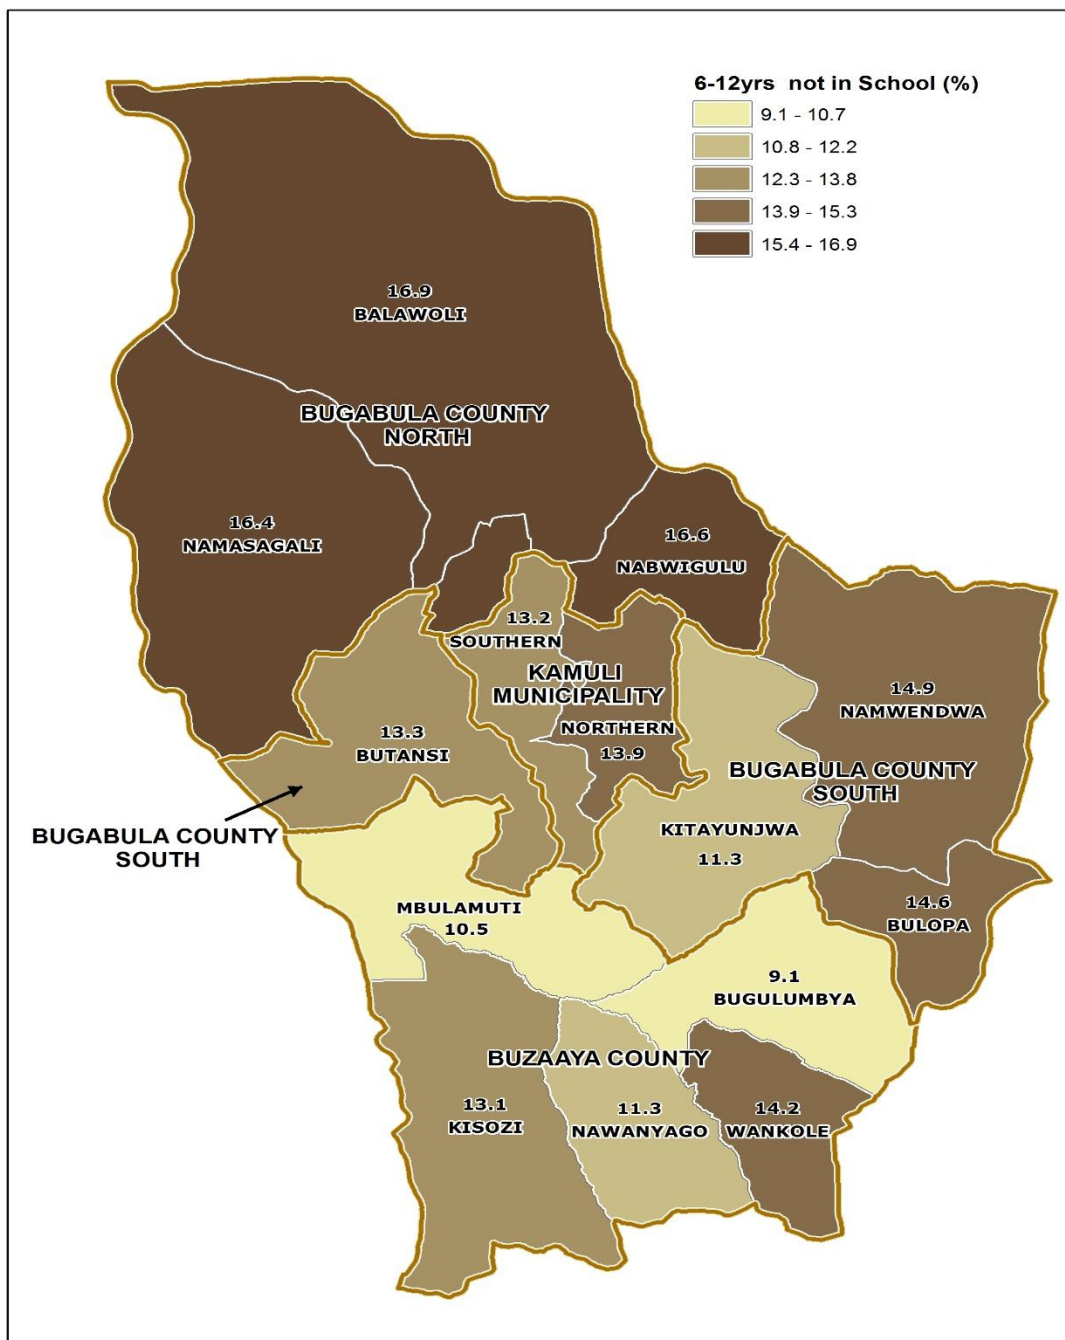 6-12yrs not in School (%)
9.1 - 10.7
10.8 - 12.2
12.3 - 13.8
13.9 - 15.3
15.4 - 16.9
16.9
BALAWOLI
BUGABULA COUNTY
NORTH
16.4
NAMASAGALI
16.6
NABWIGULU
13.2
SOUTHERN
KAMULI
MUNICIPALITY
NORTHERN
13.9
14.9
NAMWENDWA
13.3
BUTANSI
BUGABULA COUNTY
SOUTH
BUGABULA COUNTY
SOUTH
KITAYUNJWA
11.3
MBULAMUTI
10.5
14.6
BULOPA
9.1
BUGULUMBYA
BUZAAYA COUNTY
13.1
KISOZI
11.3
NAWANYAGO
14.2
WANKOLE